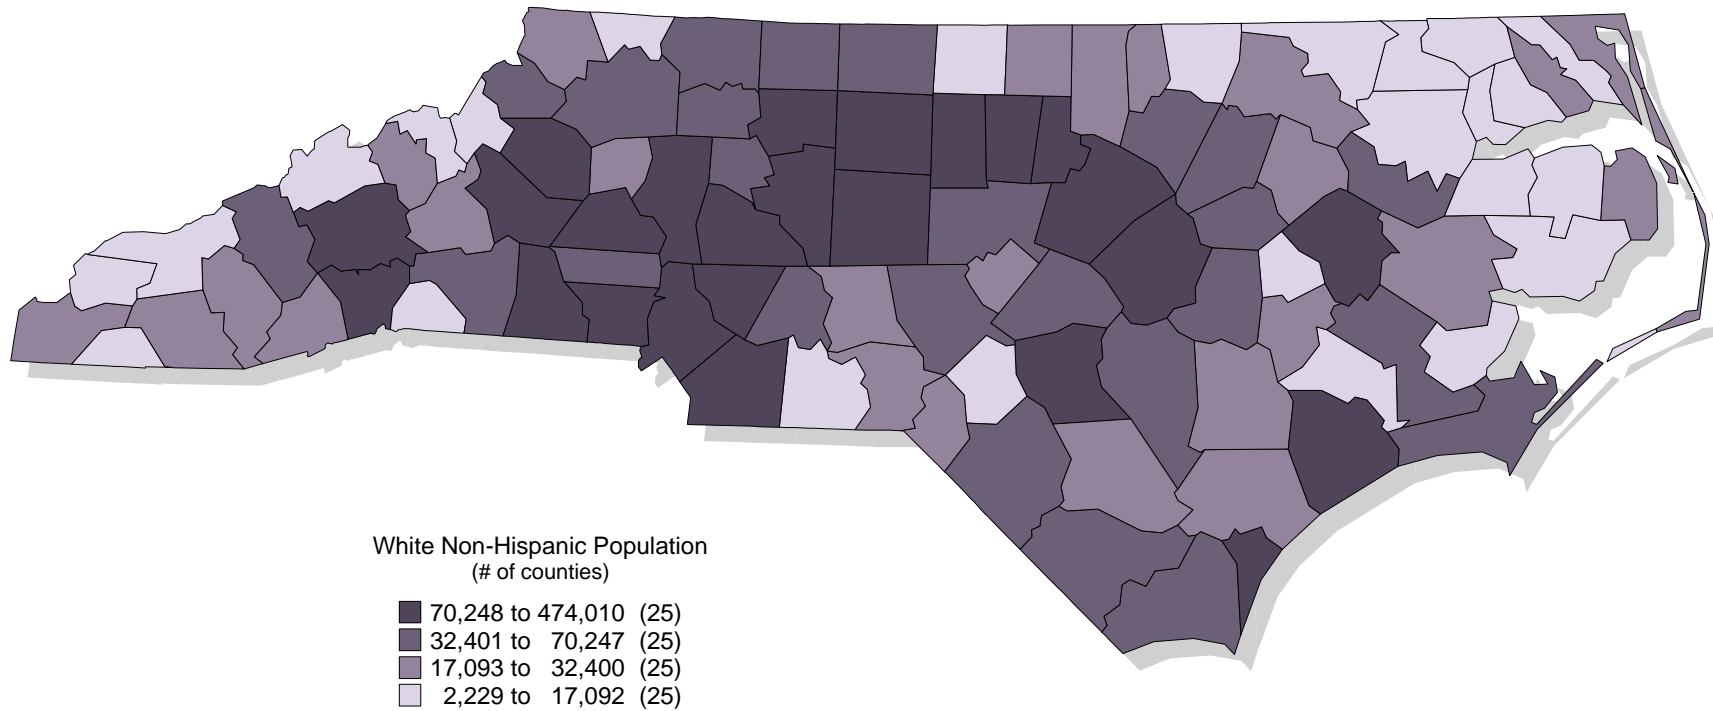 White Non-Hispanic Population
(# of counties)
70,248 to 474,010 (25)
32,401 to 70,247 (25)
17,093 to 32,400 (25)
2,229 to 17,092 (25)